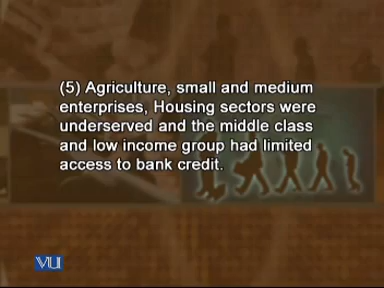 (5) Agriculture, small and medium
enterprises, Housing sectors were
underserved and the middle class
and low income group had limited
access to bank credit.
VU